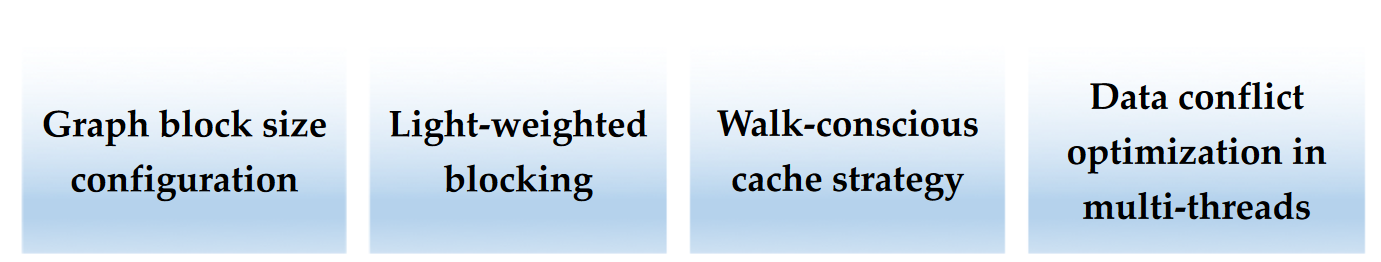 Graph block size
configuration
Light-weighted
blocking
Walk-conscious
cache strategy
Data conflict
optimization in
multi-threads